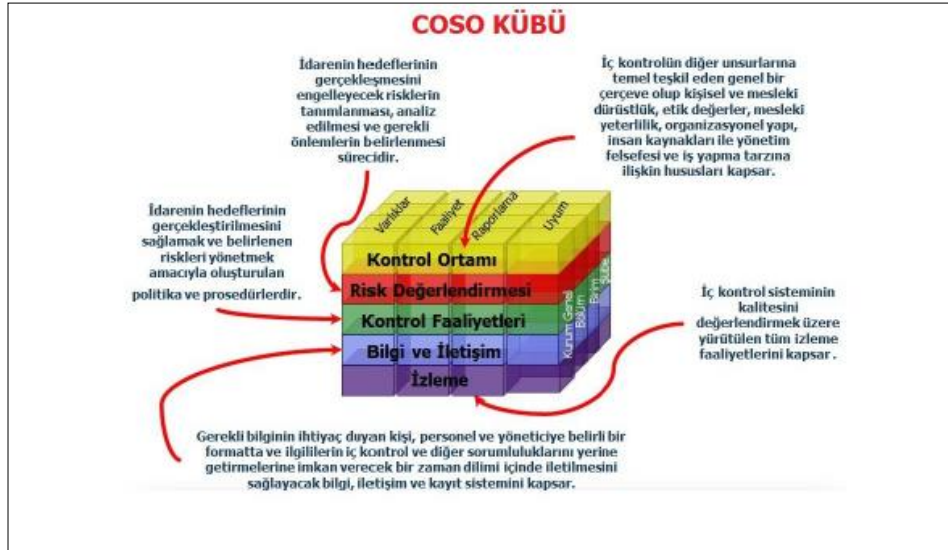 COSO KÜBÜ
İdarenin hedeflerinin
gerçekleşmesini
engelleyecek risklerin
tanımlanması, analiz
edilmesi ve gerekli
önlemlerin belirlenmesi
sürecidir.
İç kontrolün diğer unsurlarına
temel teşkil eden genel bir
çerçeve olup kişisel ve mesleki
dürüstlük, etik değerler, mesleki
yeterlilik, organizasyonel yapı,
insan kaynakları ile yönetim
felsefesi ve iş yapma tarzına
ilişkin hususları kapsar.
İdarenin hedeflerinin
gerçekleştirilmesini
sağlamak ve belirlenen
riskleri yönetmek
amacıyla oluşturulan
politika ve prosedürlerdir.
Varlıklar
Faaliyet
Raporlama
Uyum
Kontrol Ortamı
Risk Değerlendirmesi
Kontrol Faaliyetleri
Bilgi ve İletişim
İzleme
Kurum Genel
Bölüm
Birim
Şube
İç kontrol sisteminin
kalitesini
değerlendirmek üzere
yürütülen tüm izleme
faaliyetlerini kapsar .
Gerekli bilginin ihtiyaç duyan kişi, personel ve yöneticiye belirli bir
formatta ve ilgililerin iç kontrol ve diğer sorumluluklarını yerine
getirmelerine imkan verecek bir zaman dilimi içinde iletilmesini
sağlayacak bilgi, iletişim ve kayıt sistemini kapsar.